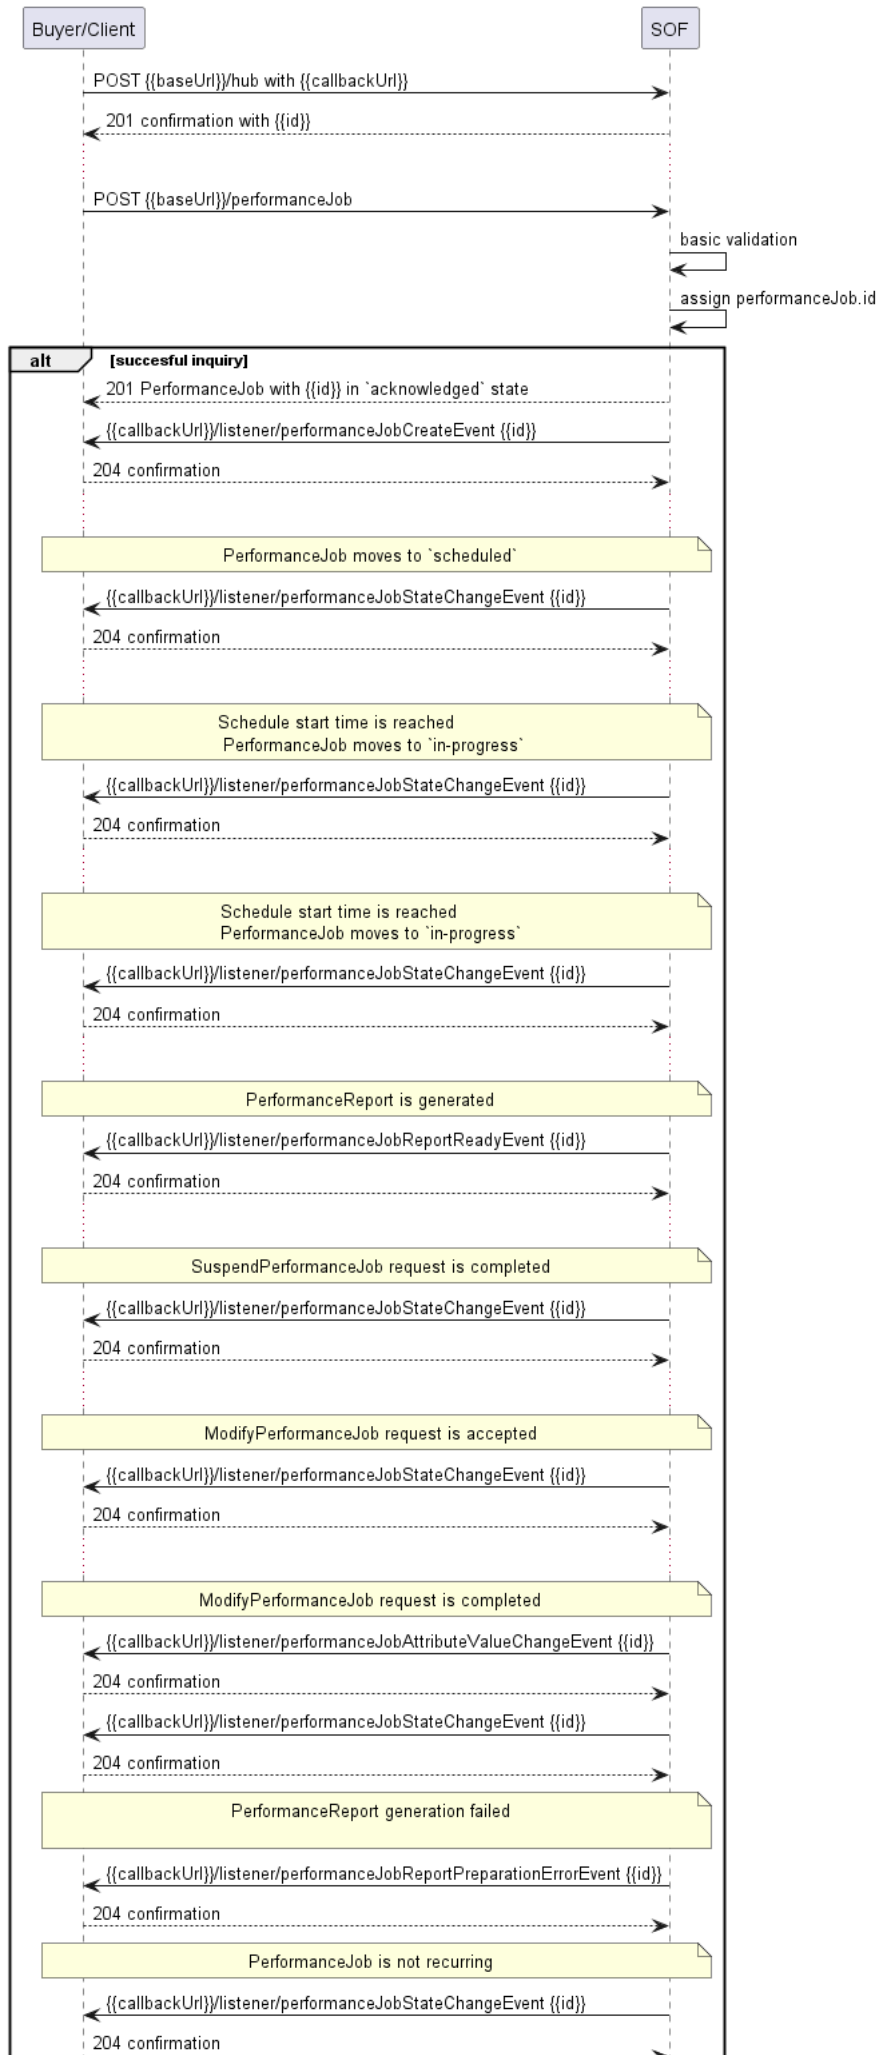 Buyer/Client
SOF
POST {{baseUrl}}/hub with {{callbackUrl}}
201 confirmation with {{id}}
POST {{baseUrl}}/performanceJob
basic validation
assign performanceJob.id
alt
[succesful inquiry]
201 PerformanceJob with {{id}} in `acknowledged` state
{{callbackUrl}}/listener/performanceJobCreateEvent {{id}}
204 confirmation
PerformanceJob moves to `scheduled`
{{callbackUrl}}/listener/performanceJobStateChangeEvent {{id}}
204 confirmation
Schedule start time is reached
PerformanceJob moves to `in-progress`
{{callbackUrl}}/listener/performanceJobStateChangeEvent {{id}}
204 confirmation
Schedule start time is reached
PerformanceJob moves to `in-progress`
{{callbackUrl}}/listener/performanceJobStateChangeEvent {{id}}
204 confirmation
PerformanceReport is generated
{{callbackUrl}}/listener/performanceJobReportReadyEvent {{id}}
204 confirmation
SuspendPerformanceJob request is completed
{{callbackUrl}}/listener/performanceJobStateChangeEvent {{id}}
204 confirmation
ModifyPerformanceJob request is accepted
{{callbackUrl}}/listener/performanceJobStateChangeEvent {{id}}
204 confirmation
ModifyPerformanceJob request is completed
{{callbackUrl}}/listener/performanceJobAttributeValueChangeEvent {{id}}
204 confirmation
{{callbackUrl}}/listener/performanceJobStateChangeEvent {{id}}
204 confirmation
PerformanceReport generation failed
{{callbackUrl}}/listener/performanceJobReportPreparationErrorEvent {{id}}
204 confirmation
PerformanceJob is not recurring
{{callbackUrl}}/listener/performanceJobStateChangeEvent {{id}}
204 confirmation